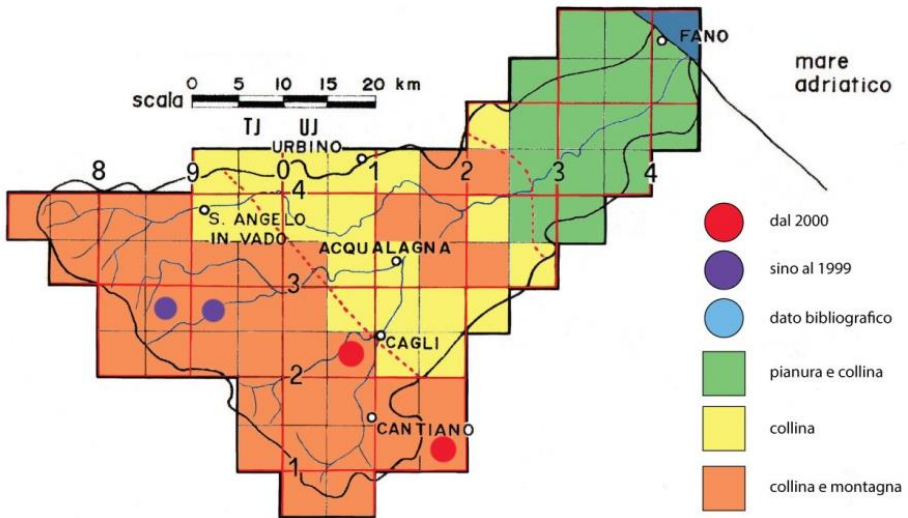 FANO
mare
adriatico
0 5 10 15 20 km
scala
TJ UJ
URBINO
8 9 0 1 2 3 4
4
S. ANGELO
IN VADO
ACQUALAGNA
3
CAGLI
2
CANTIANO
1
dal 2000
sino al 1999
dato bibliografico
pianura e collina
collina
collina e montagna